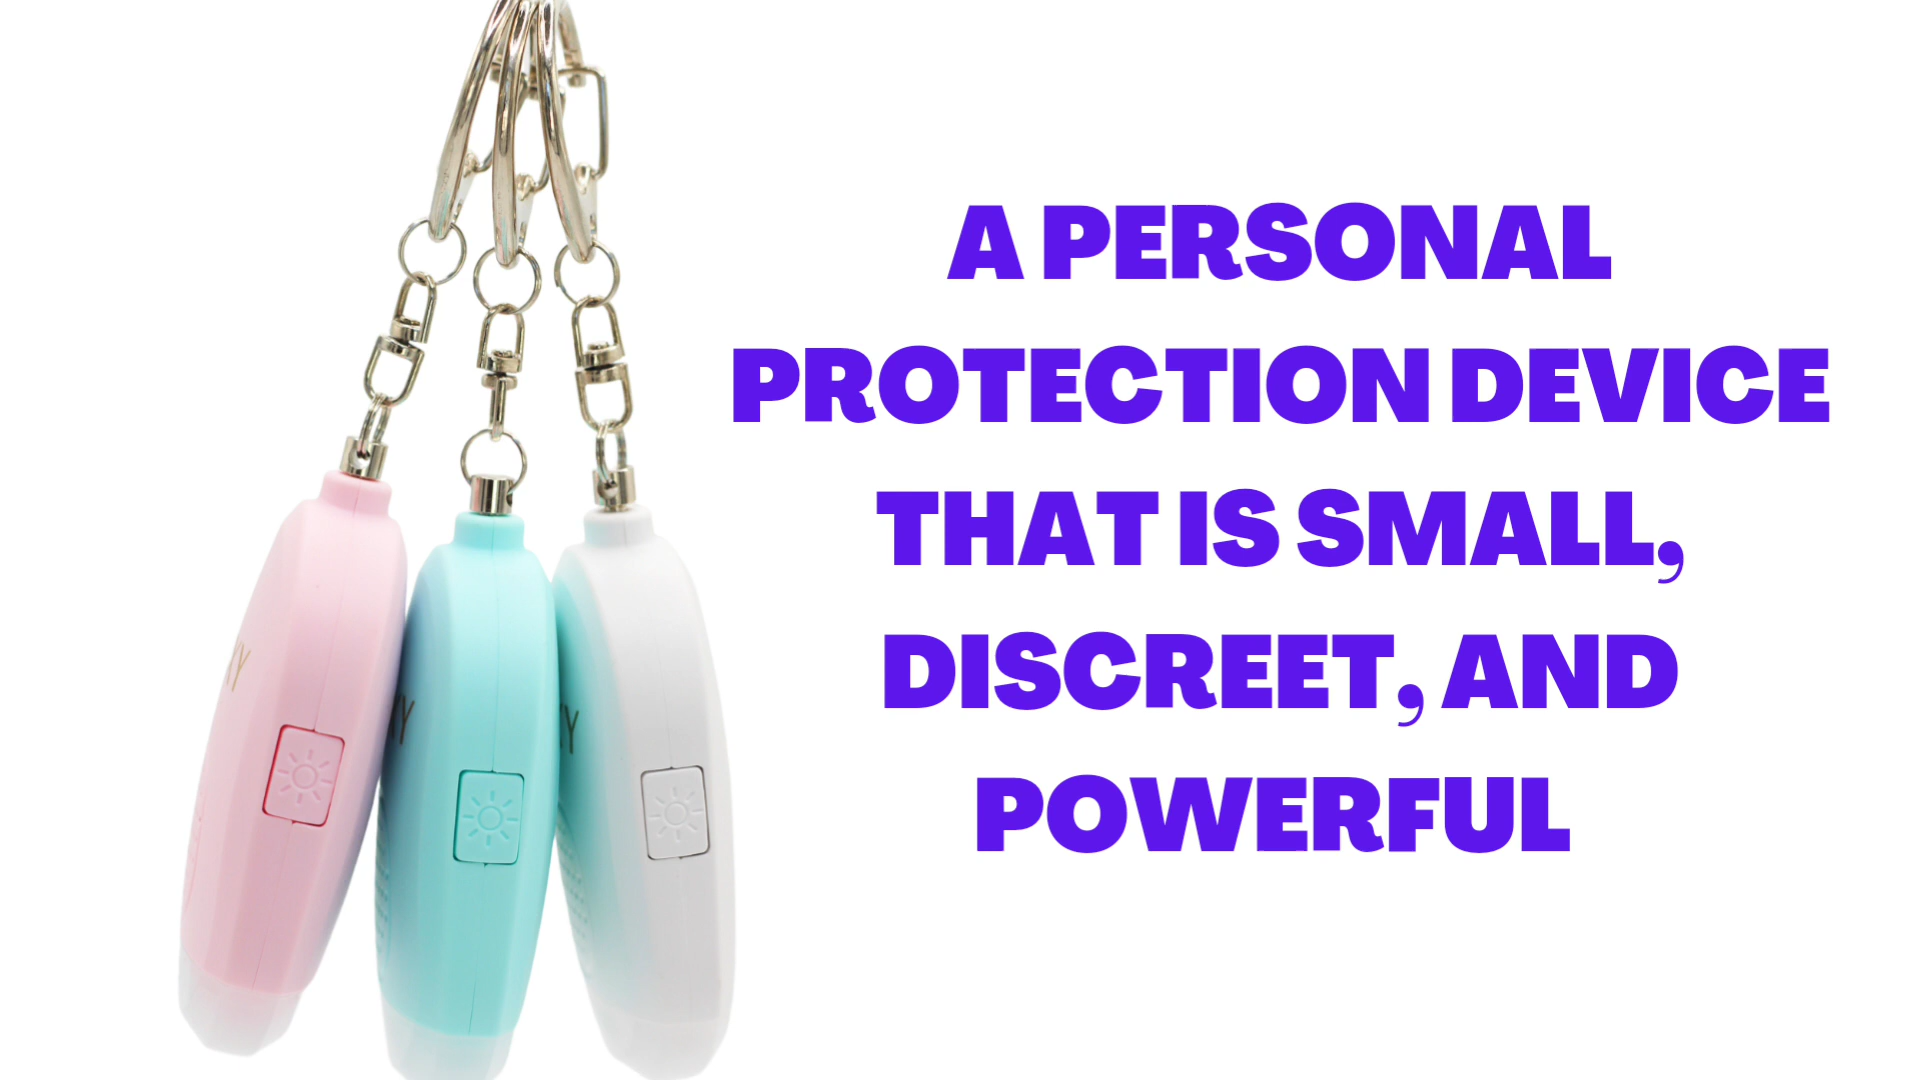 A PERSONAL
PROTECTION DEVICE
THAT IS SMALL,
DISCREET, AND
POWERFUL